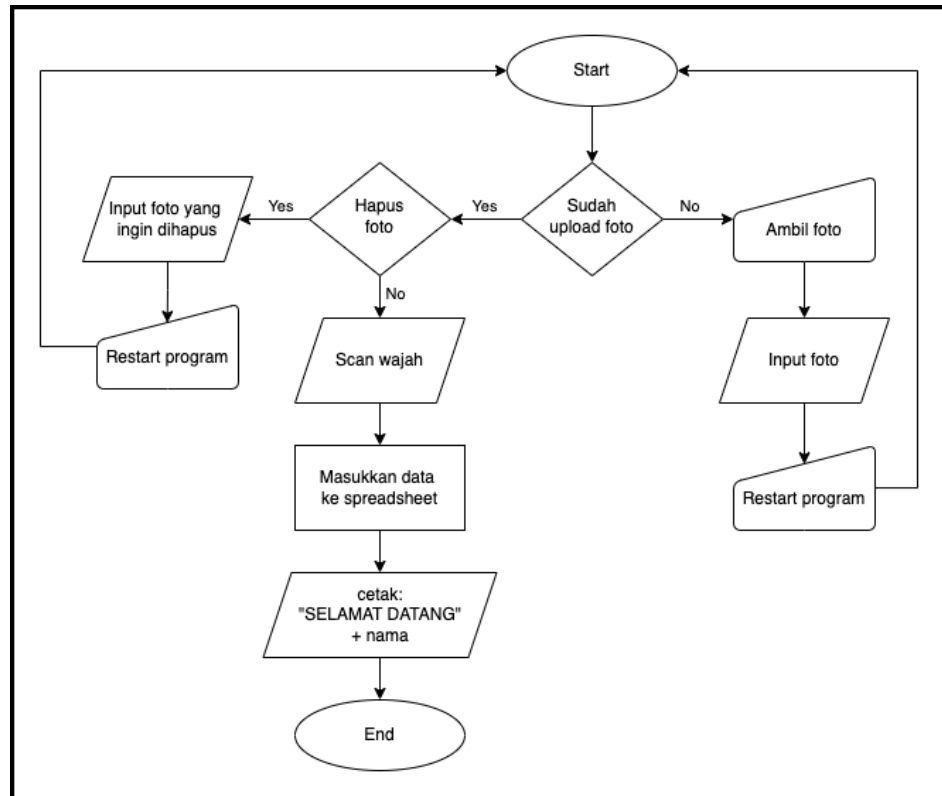 Start
Sudah
upload foto
Yes
No
Hapus
foto
Yes
No
Input foto yang
ingin dihapus
Restart program
Ambil foto
Input foto
Restart program
Scan wajah
Masukkan data
ke spreadsheet
cetak:
"SELAMAT DATANG"
+ nama
End